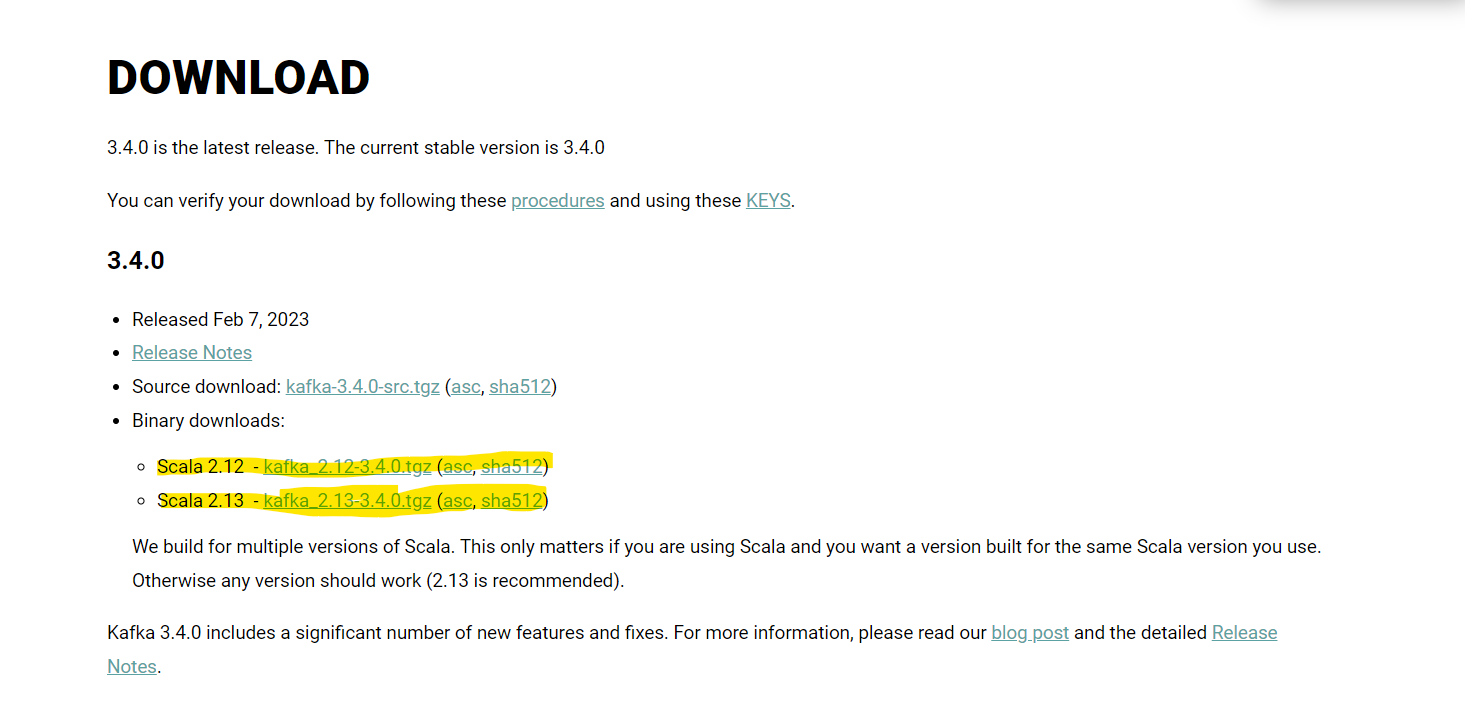 DOWNLOAD
3.4.0 is the latest release. The current stable version is 3.4.0
You can verify your download by following these procedures and using these KEYS.
3.4.0
Released Feb 7, 2023
Release Notes
Source download: kafka-3.4.0-src.tgz (asc, sha512)
Binary downloads:
Scala 2.12 - kafka_2.12-3.4.0.tgz (asc, sha512)
Scala 2.13 - kafka_2.13-3.4.0.tgz (asc, sha512)
We build for multiple versions of Scala. This only matters if you are using Scala and you want a version built for the same Scala version you use.
Otherwise any version should work (2.13 is recommended).
Kafka 3.4.0 includes a significant number of new features and fixes. For more information, please read our blog post and the detailed Release
Notes.